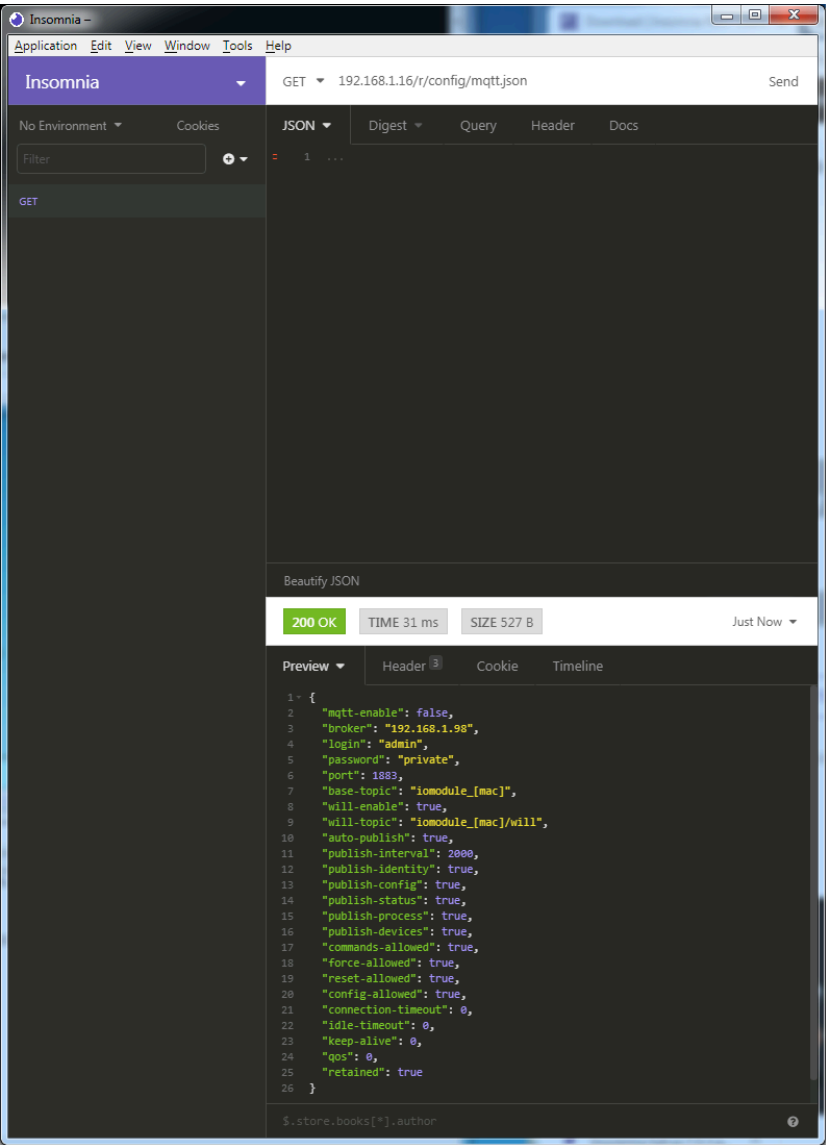 Insomnia –
Application Edit View Window Tools Help
Insomnia
GET 192.168.1.16/r/config/mqtt.json Send
No Environment Cookies
JSON Digest Query Header Docs
Filter
1 ...
GET
Beautify JSON
200 OK TIME 31 ms SIZE 527 B Just Now
Preview Header 3 Cookie Timeline
1 {
2 "mqtt-enable": false,
3 "broker": "192.168.1.98",
4 "login": "admin",
5 "password": "private",
6 "port": 1883,
7 "base-topic": "iomodule_[mac]",
8 "will-enable": true,
9 "will-topic": "iomodule_[mac]/will",
10 "auto-publish": true,
11 "publish-interval": 2000,
12 "publish-identity": true,
13 "publish-config": true,
14 "publish-status": true,
15 "publish-process": true,
16 "publish-devices": true,
17 "commands-allowed": true,
18 "force-allowed": true,
19 "reset-allowed": true,
20 "config-allowed": true,
21 "connection-timeout": 0,
22 "idle-timeout": 0,
23 "keep-alive": 0,
24 "qos": 0,
25 "retained": true
26 }
$.store.books[*].author